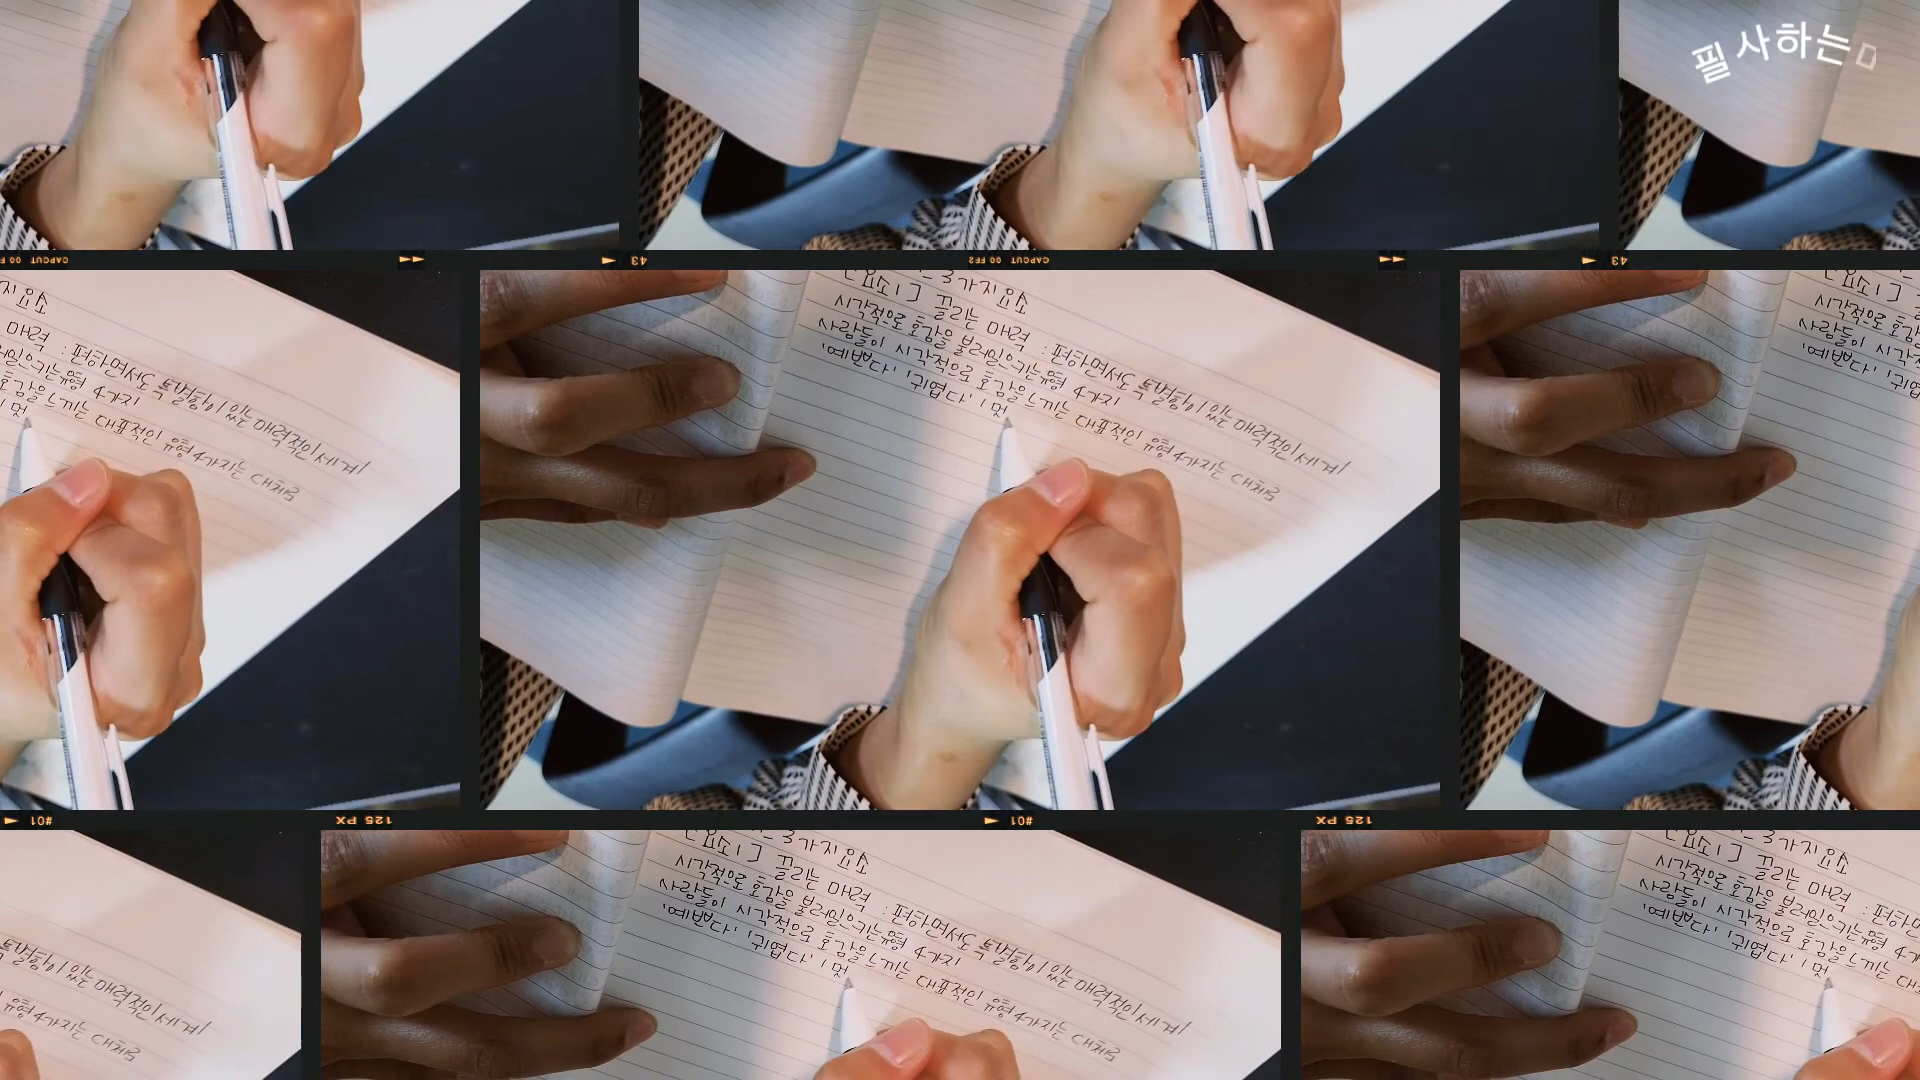 필사하는
3가지 요소
[요소1] 끌리는 매력 : 편하면서도 특별함이 있는 매력적인 세계
시각적으로 호감을 불러일으키는 유형 4가지
사람들이 시각적으로 호감을 느끼는 대표적인 유형 4가지는 대체로
'예쁘다' '귀엽다' '멋
CAPCUT 00 FF2
43
#01
125 PX